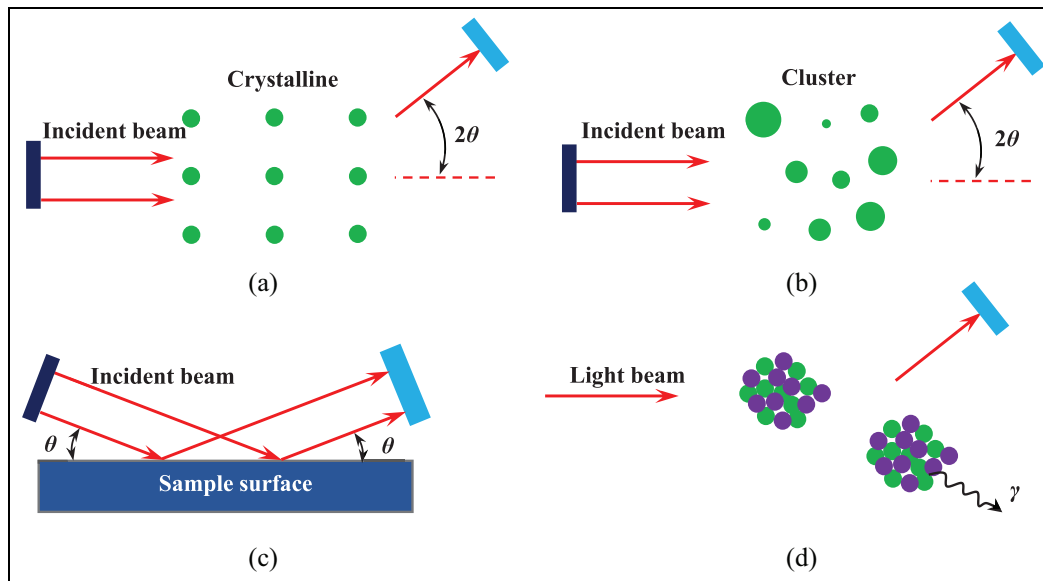 Crystalline
Incident beam
2θ
(a)
Cluster
Incident beam
2θ
(b)
Incident beam
θ
θ
Sample surface
(c)
Light beam
γ
(d)